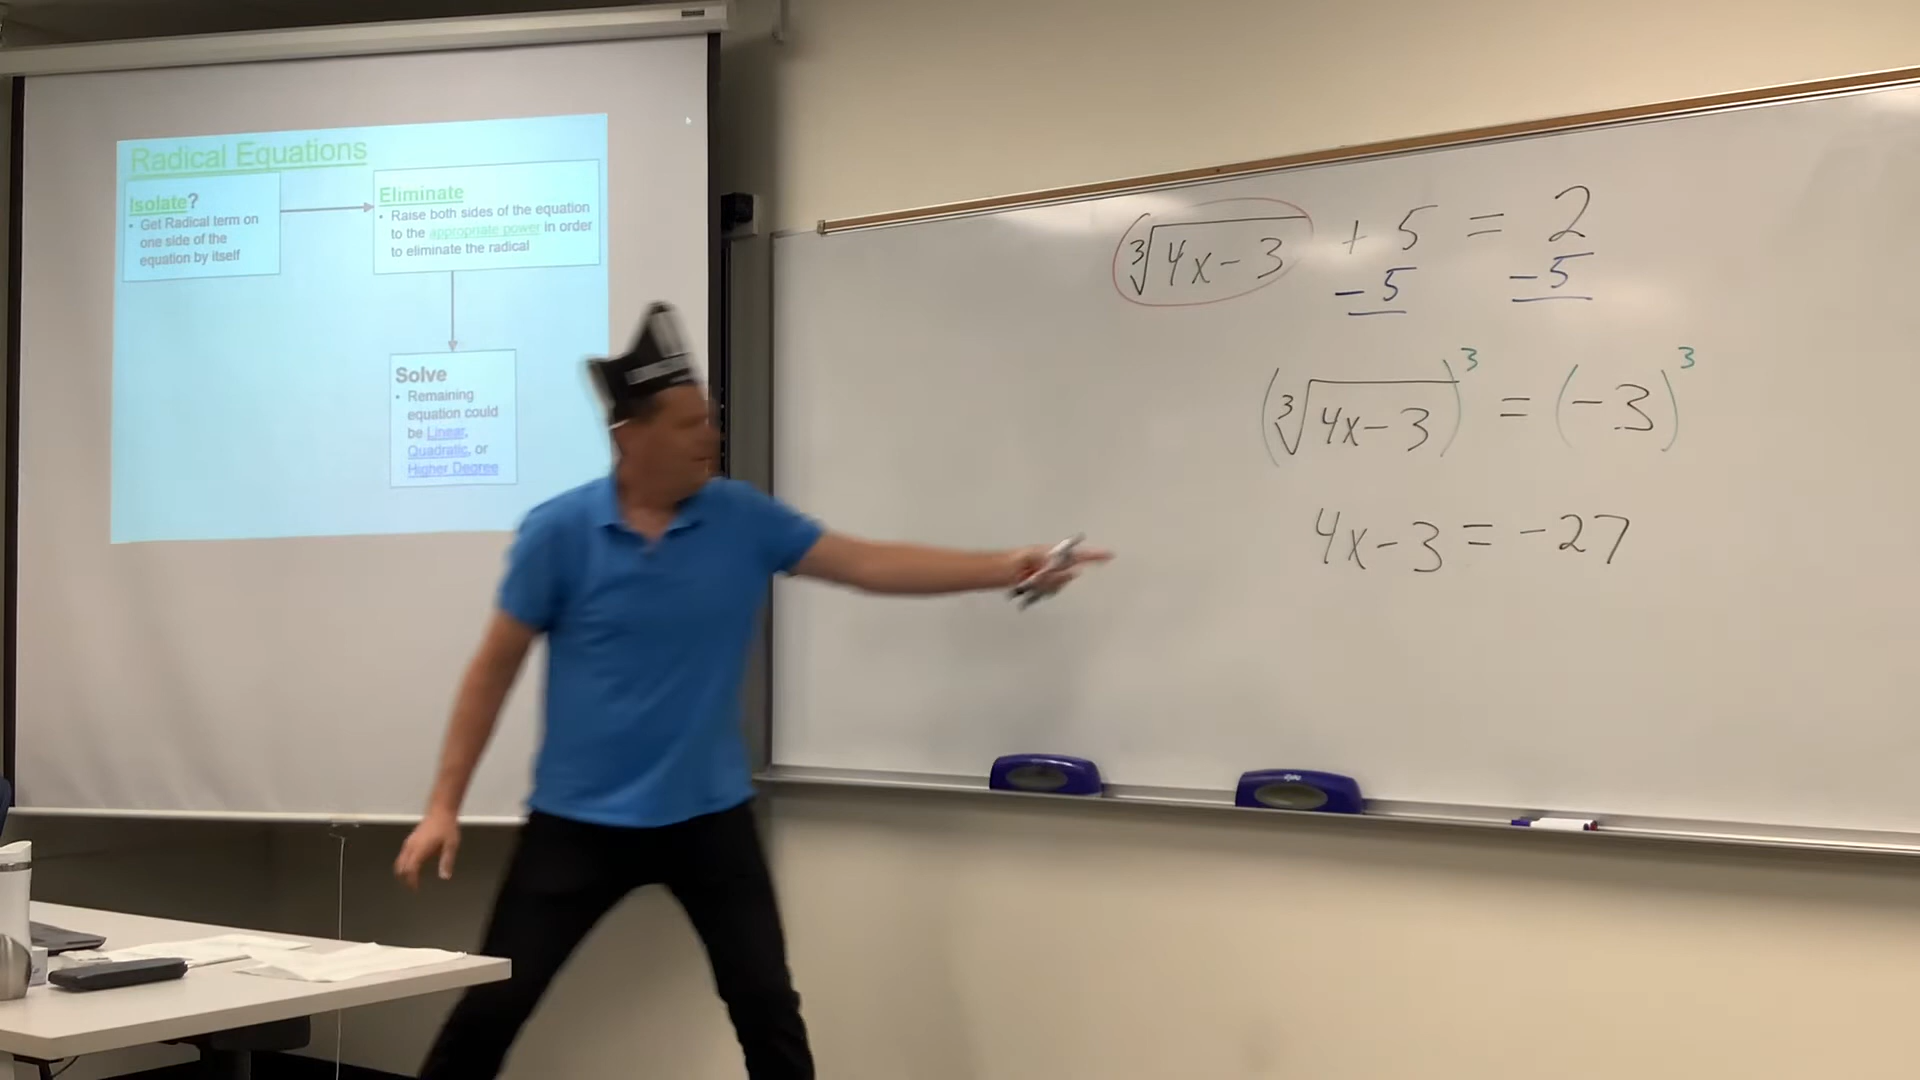 Radical Equations
Isolate?
• Get Radical term on
one side of the
equation by itself
Eliminate
• Raise both sides of the equation
to the appropriate power in order
to eliminate the radical
Solve
• Remaining
equation could
be Linear,
Quadratic, or
Higher Degree
∛(4x-3) + 5 = 2
-5 -5
(∛(4x-3))³ = (-3)³
4x-3 = -27